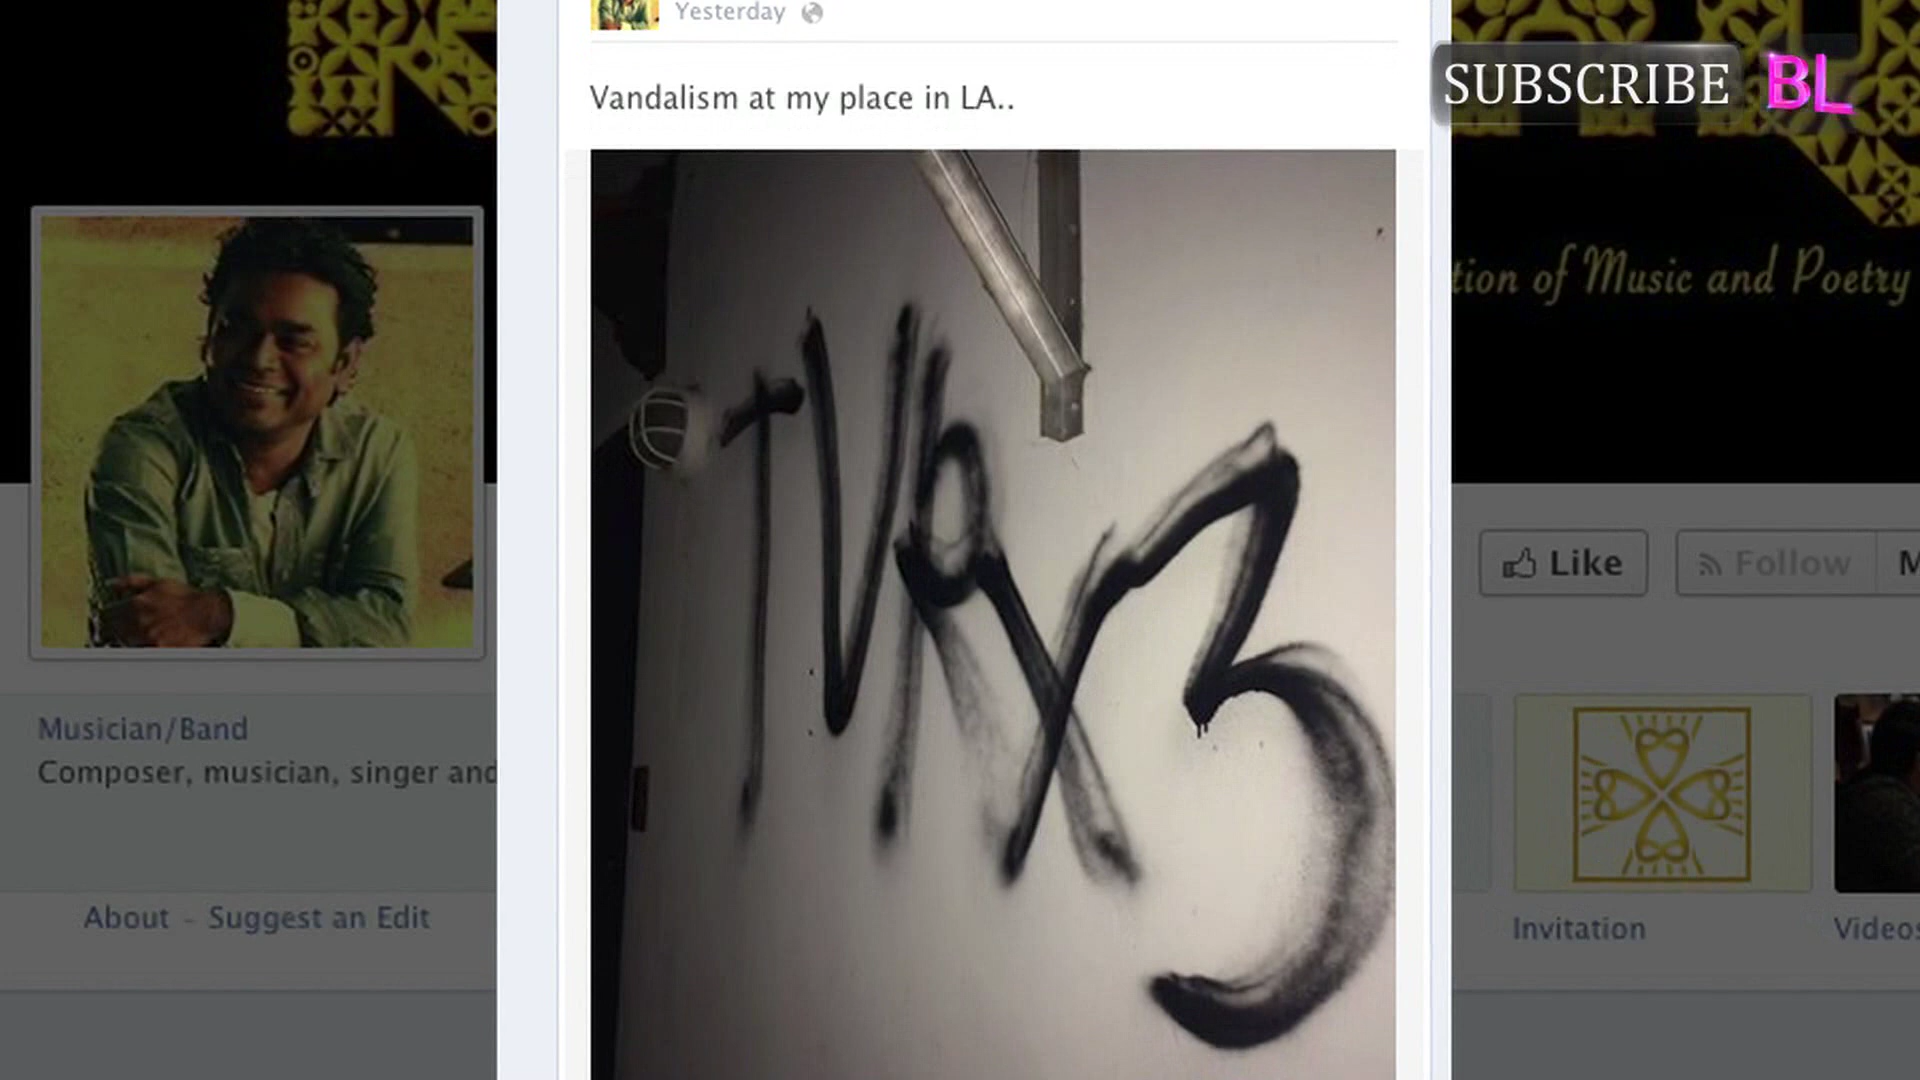 Yesterday
Vandalism at my place in LA..
SUBSCRIBE BL
tion of Music and Poetry
Like
Follow
Musician/Band
Composer, musician, singer and
About - Suggest an Edit
Invitation
Videos